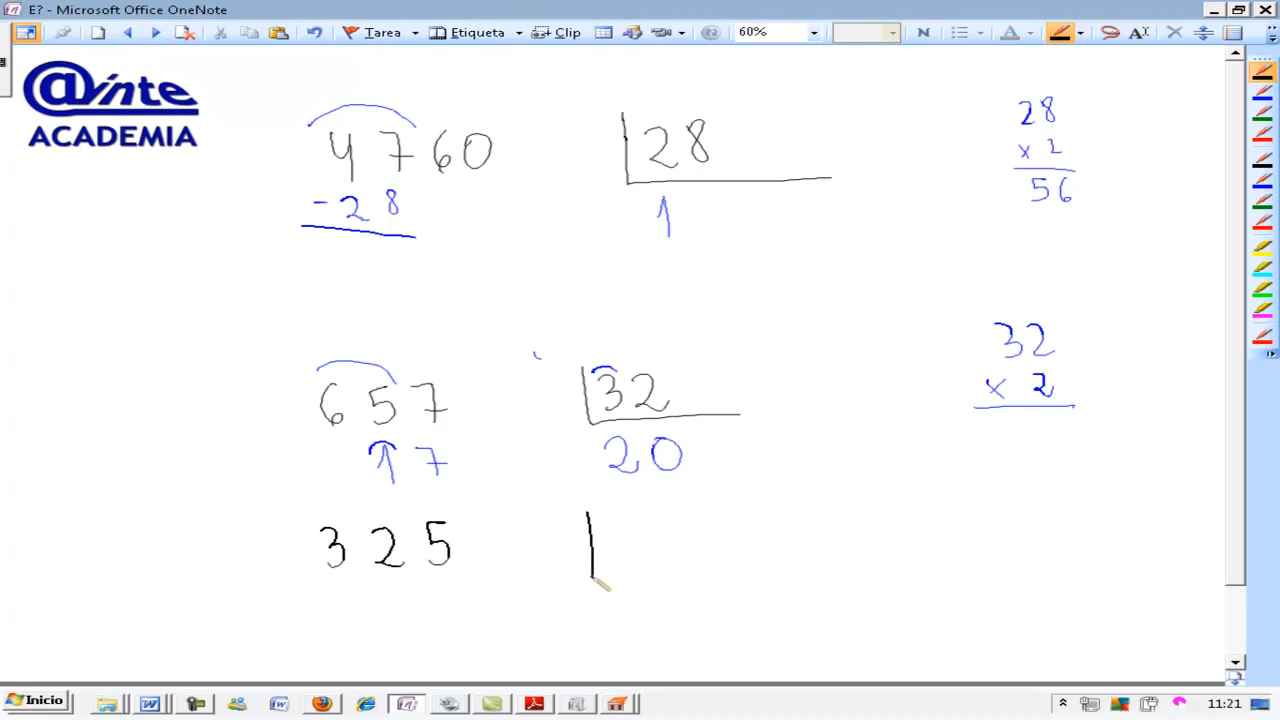 E? - Microsoft Office OneNote
Tarea Etiqueta Clip 60% N A
@inte
ACADEMIA
4760 28
- 28 1
28
x 2
56
657 32
17 20
32
x 2
325
Inicio 11:21